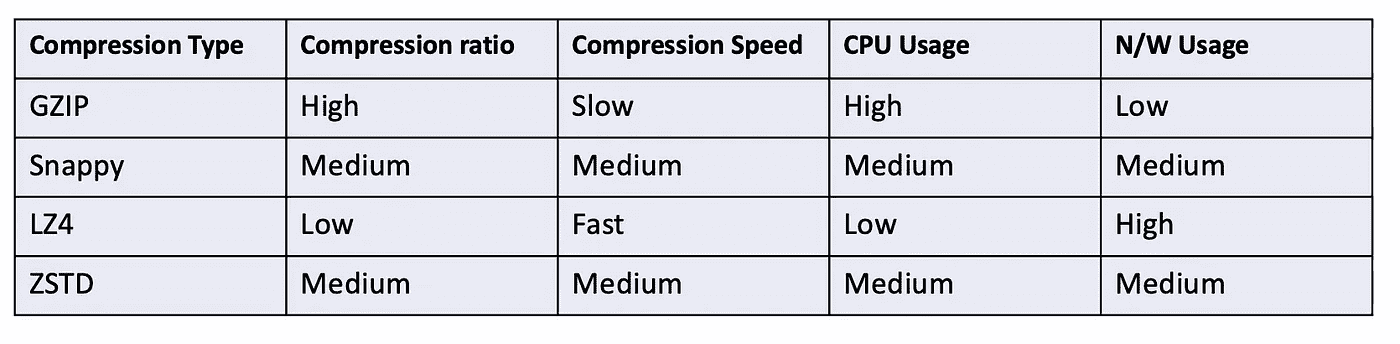 Compression Type Compression ratio Compression Speed CPU Usage N/W Usage
GZIP High Slow High Low
Snappy Medium Medium Medium Medium
LZ4 Low Fast Low High
ZSTD Medium Medium Medium Medium